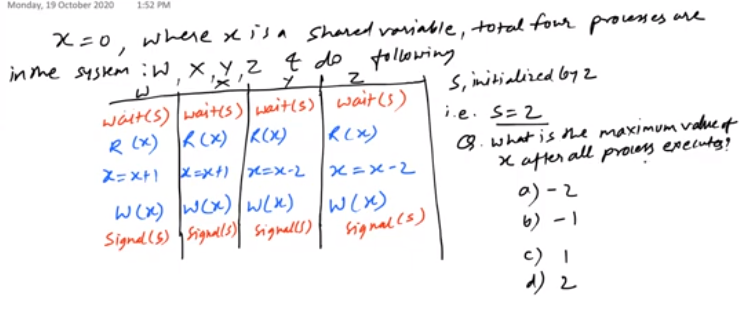 Monday, 19 October 2020 1:52 PM
x=0, where x is a shared variable, total four processes are
in the system : W, X, Y, Z & do following
W X Y Z
wait(s) wait(s) wait(s) wait(s)
R(x) R(x) R(x) R(x)
x=x+1 x=x+1 x=x-2 x=x-2
W(x) W(x) W(x) W(x)
Signal(s) Signal(s) Signal(s) Signal(s)
S, initialized by 2
i.e. S=2
Q. what is the maximum value of
x after all process executes?
a) -2
b) -1
c) 1
d) 2